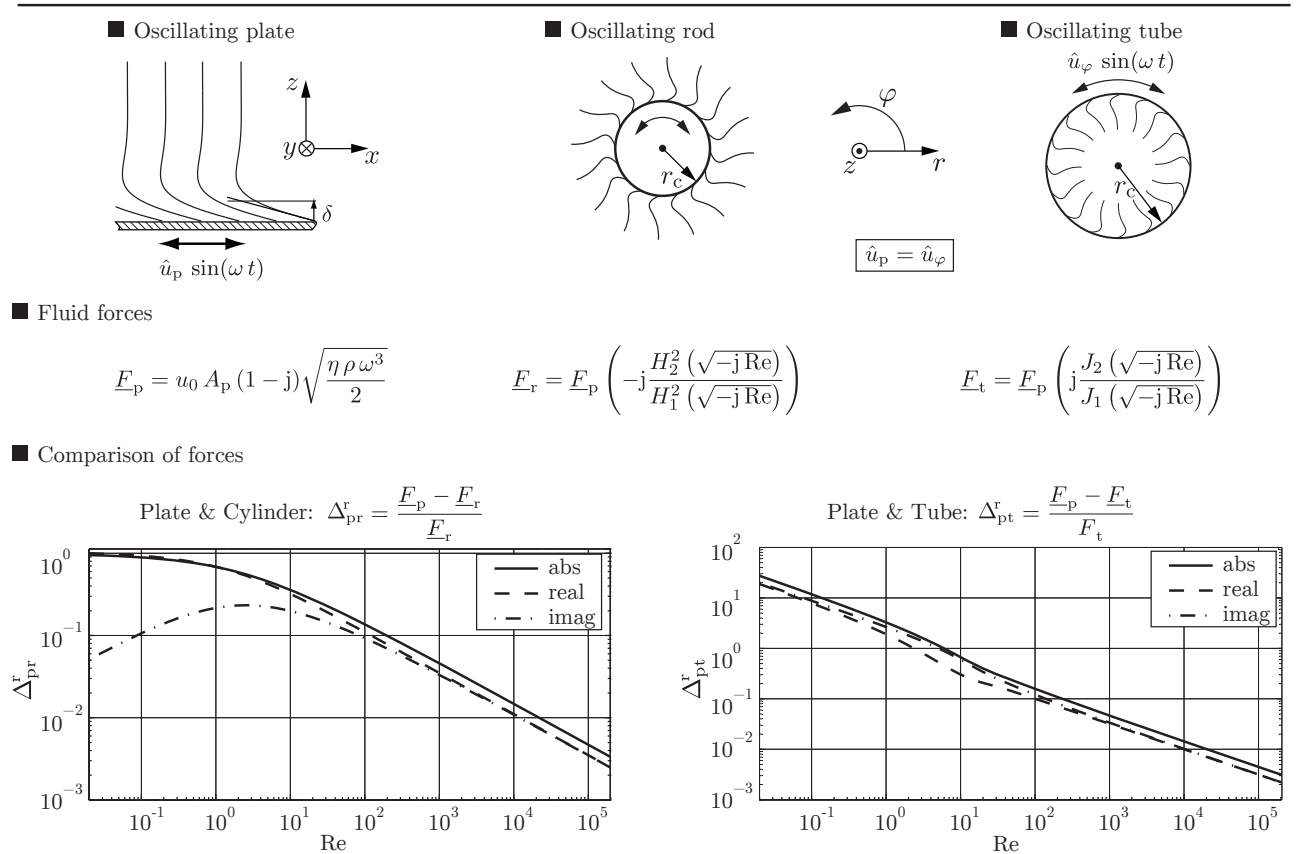 ■ Oscillating plate
■ Oscillating rod
■ Oscillating tube
z
y
x
δ
û_p sin(ω t)
r_c
φ
z
r
û_p = û_φ
û_φ sin(ω t)
r_c
■ Fluid forces
F_p = u_0 A_p (1 − j) √(η ρ ω^3 / 2)
F_r = F_p (−j H_2^2 (√(−j Re)) / H_1^2 (√(−j Re)))
F_t = F_p (j J_2 (√(−j Re)) / J_1 (√(−j Re)))
■ Comparison of forces
Plate & Cylinder: Δ^r_pr = (F_p − F_r) / F_r
Plate & Tube: Δ^r_pt = (F_p − F_t) / F_t
abs
real
imag
10^0
10^−1
10^−2
10^−3
Δ^r_pr
10^−1 10^0 10^1 10^2 10^3 10^4 10^5
Re
abs
real
imag
10^2
10^1
10^0
10^−1
10^−2
10^−3
Δ^r_pt
10^−1 10^0 10^1 10^2 10^3 10^4 10^5
Re